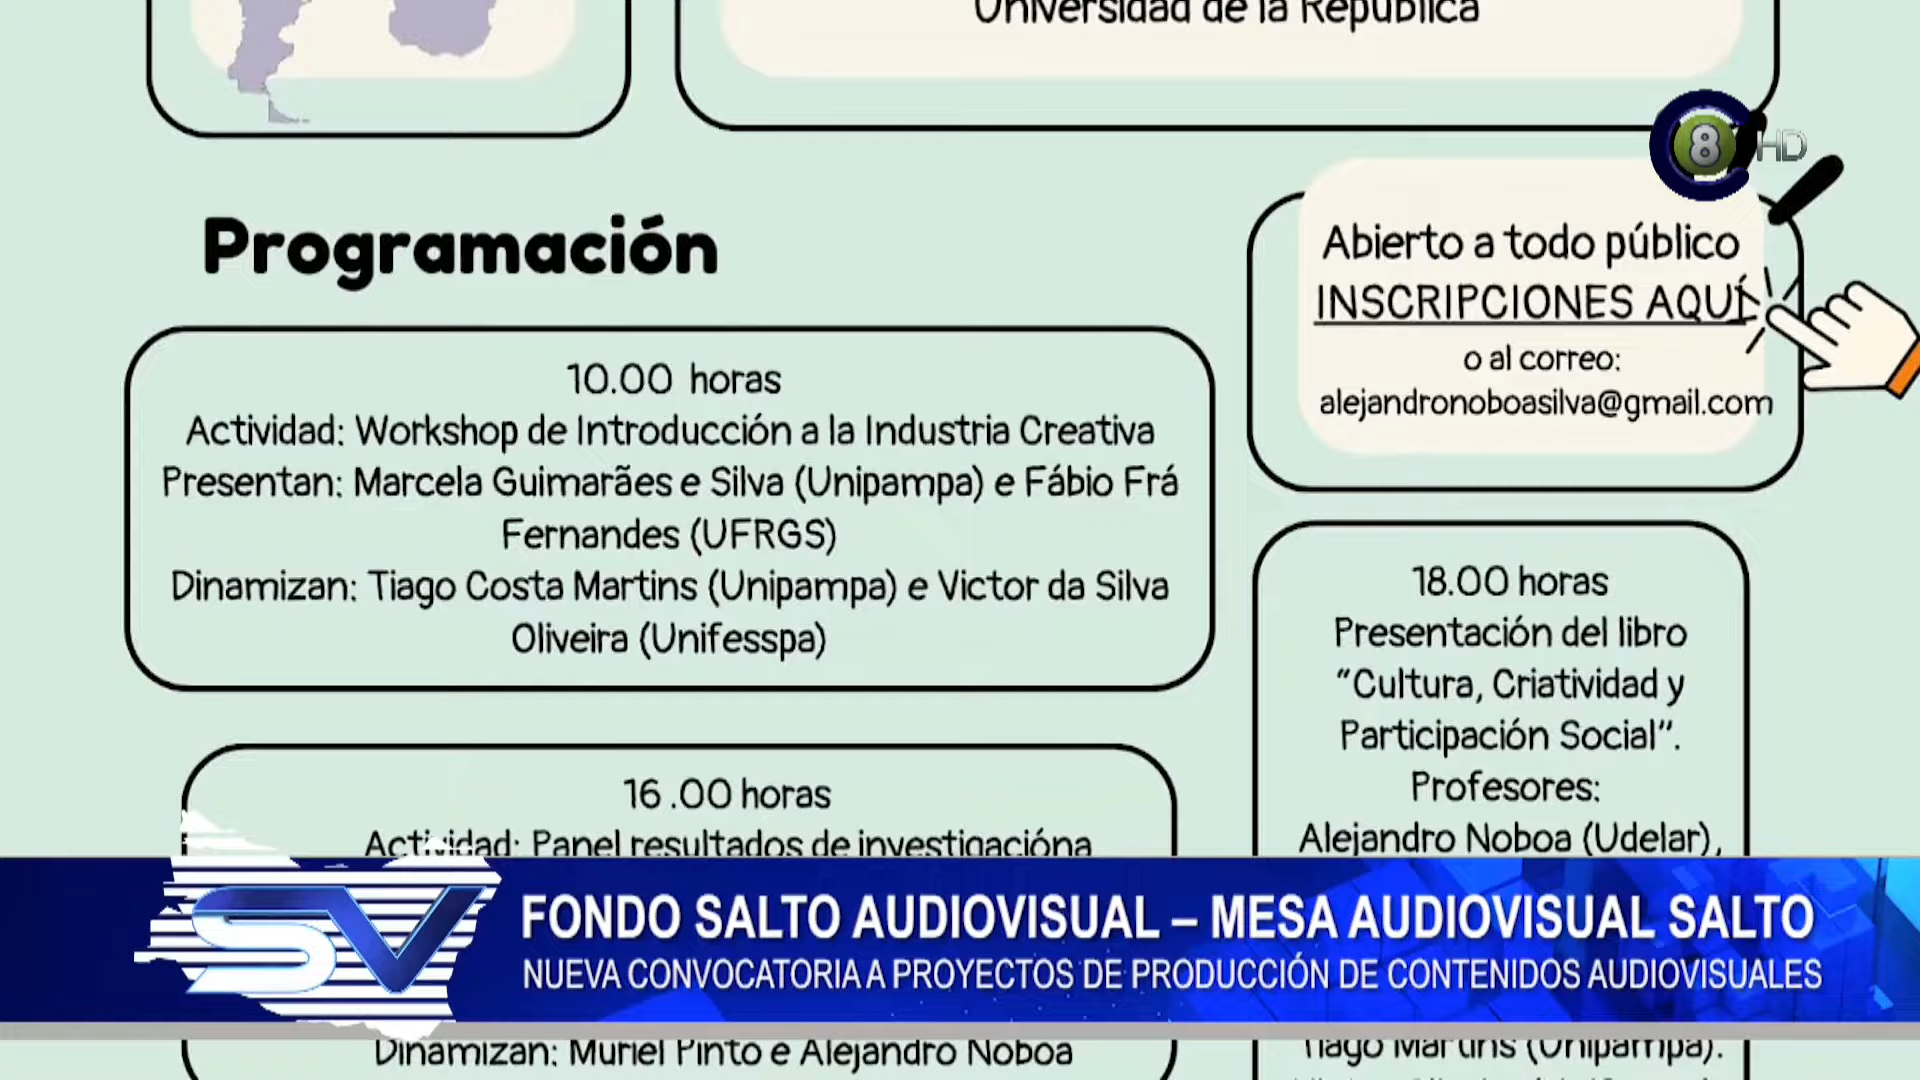 Universidad de la República
8 HD
Programación
Abierto a todo público
INSCRIPCIONES AQUÍ
o al correo:
alejandronoboasilva@gmail.com
10.00 horas
Actividad: Workshop de Introducción a la Industria Creativa
Presentan: Marcela Guimarães e Silva (Unipampa) e Fábio Frá
Fernandes (UFRGS)
Dinamizan: Tiago Costa Martins (Unipampa) e Victor da Silva
Oliveira (Unifesspa)
18.00 horas
Presentación del libro
“Cultura, Criatividad y
Participación Social”.
Profesores:
Alejandro Noboa (Udelar),
Tiago Martins (Unipampa).
16 .00 horas
Actividad: Panel resultados de investigacióna
Dinamizan: Muriel Pinto e Alejandro Noboa
SV
FONDO SALTO AUDIOVISUAL – MESA AUDIOVISUAL SALTO
NUEVA CONVOCATORIA A PROYECTOS DE PRODUCCIÓN DE CONTENIDOS AUDIOVISUALES